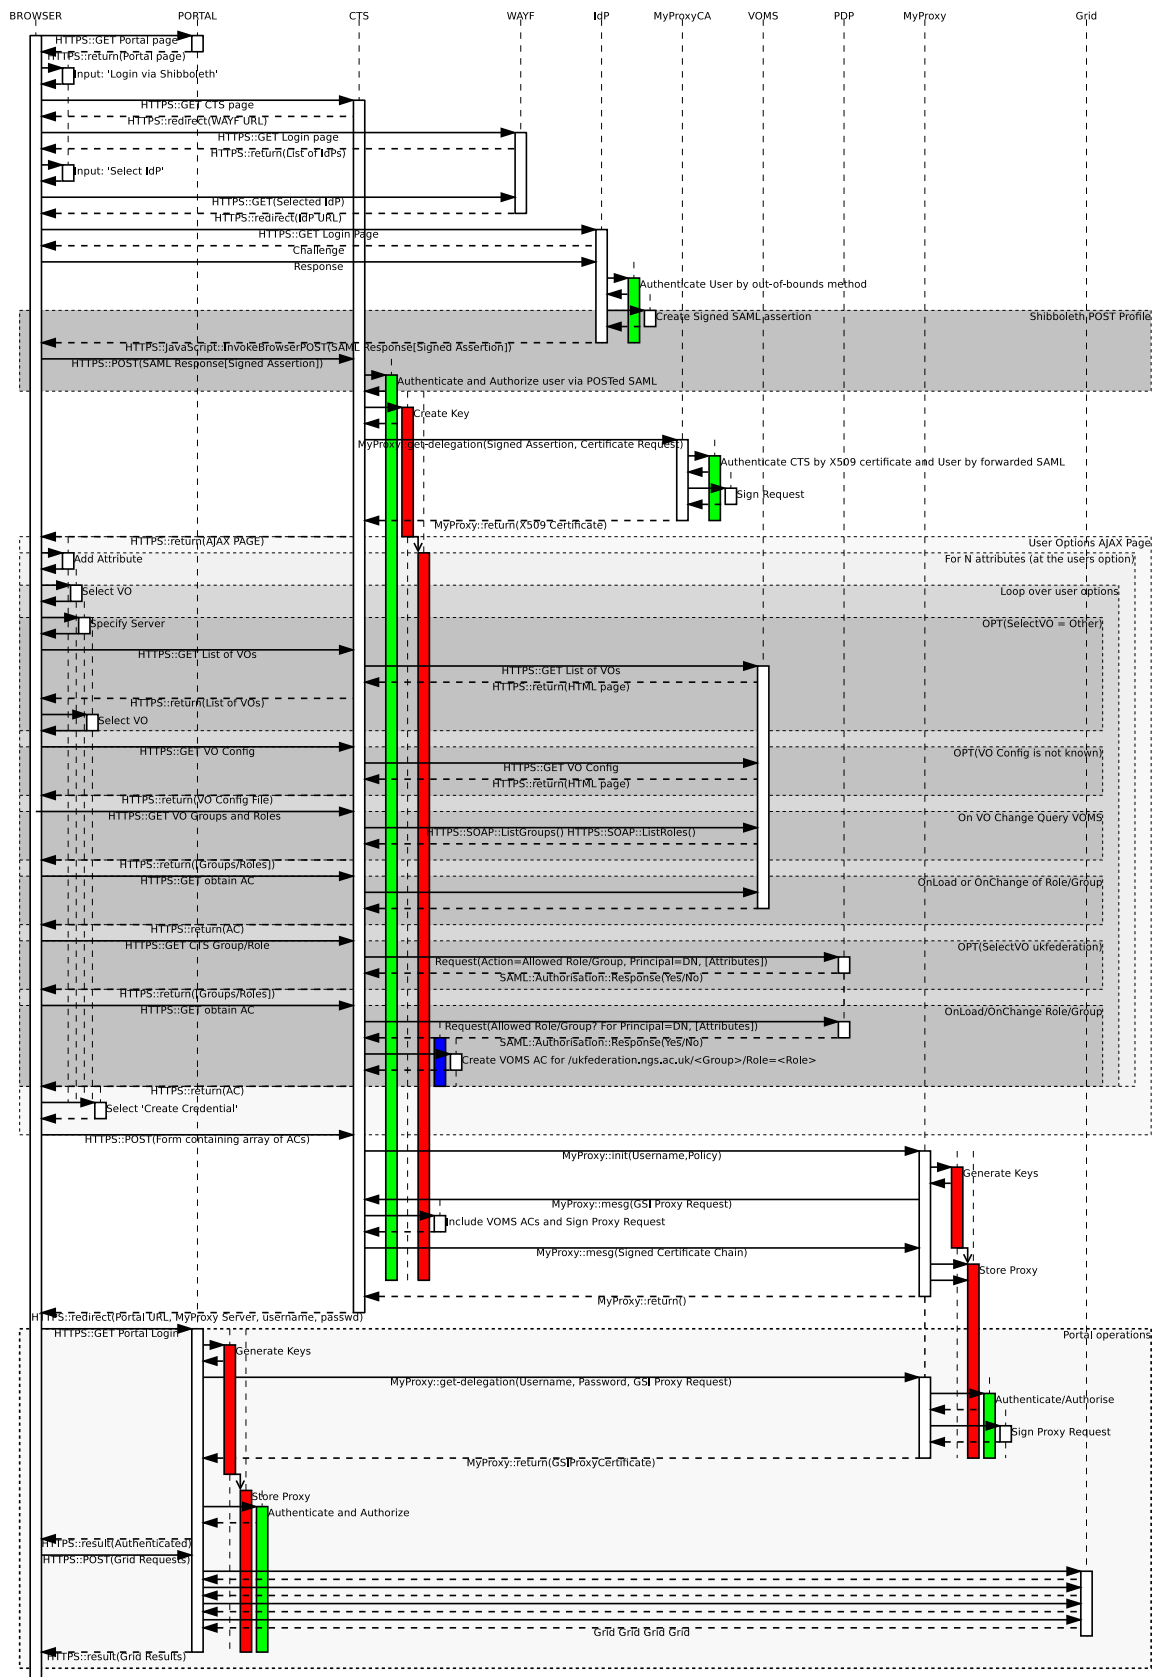 BROWSER PORTAL CTS WAYF IdP MyProxyCA VOMS PDP MyProxy Grid
HTTPS::GET Portal page
HTTPS::return(Portal page)
Input: 'Login via Shibboleth'
HTTPS::GET CTS page
HTTPS::redirect(WAYF URL)
HTTPS::GET Login page
HTTPS::return(List of IdPs)
Input: 'Select IdP'
HTTPS::GET(Selected IdP)
HTTPS::redirect(IdP URL)
HTTPS::GET Login Page
Challenge
Response
Authenticate User by out-of-bounds method
Create Signed SAML assertion
Shibboleth POST Profile
HTTPS::JavaScript::InvokeBrowserPOST(SAML Response[Signed Assertion])
HTTPS::POST(SAML Response[Signed Assertion])
Authenticate and Authorize user via POSTed SAML
Create Key
MyProxy::get-delegation(Signed Assertion, Certificate Request)
Authenticate CTS by X509 certificate and User by forwarded SAML
Sign Request
MyProxy::return(X509 Certificate)
HTTPS::return(AJAX PAGE)
User Options AJAX Page
Add Attribute
For N attributes (at the users option)
Select VO
Loop over user options
Specify Server
OPT(SelectVO = Other)
HTTPS::GET List of VOs
HTTPS::GET List of VOs
HTTPS::return(HTML page)
HTTPS::return(List of VOs)
Select VO
HTTPS::GET VO Config
OPT(VO Config is not known)
HTTPS::GET VO Config
HTTPS::return(HTML page)
HTTPS::return(VO Config File)
HTTPS::GET VO Groups and Roles
On VO Change Query VOMS
HTTPS::SOAP::ListGroups() HTTPS::SOAP::ListRoles()
HTTPS::return([Groups/Roles])
HTTPS::GET obtain AC
OnLoad or OnChange of Role/Group
HTTPS::return(AC)
HTTPS::GET CTS Group/Role
OPT(SelectVO ukfederation)
Request(Action=Allowed Role/Group, Principal=DN, [Attributes])
SAML::Authorisation::Response(Yes/No)
HTTPS::return([Groups/Roles])
HTTPS::GET obtain AC
OnLoad/OnChange Role/Group
Request(Allowed Role/Group? For Principal=DN, [Attributes])
SAML::Authorisation::Response(Yes/No)
Create VOMS AC for /ukfederation.ngs.ac.uk/<Group>/Role=<Role>
HTTPS::return(AC)
Select 'Create Credential'
HTTPS::POST(Form containing array of ACs)
MyProxy::init(Username,Policy)
Generate Keys
MyProxy::mesg(GSI Proxy Request)
Include VOMS ACs and Sign Proxy Request
MyProxy::mesg(Signed Certificate Chain)
Store Proxy
MyProxy::return()
HTTPS::redirect(Portal URL, MyProxy Server, username, passwd)
HTTPS::GET Portal Login
Portal operations
Generate Keys
MyProxy::get-delegation(Username, Password, GSI Proxy Request)
Authenticate/Authorise
Sign Proxy Request
MyProxy::return(GSIProxyCertificate)
Store Proxy
Authenticate and Authorize
HTTPS::result(Authenticated)
HTTPS::POST(Grid Requests)
Grid Grid Grid Grid
HTTPS::result(Grid Results)